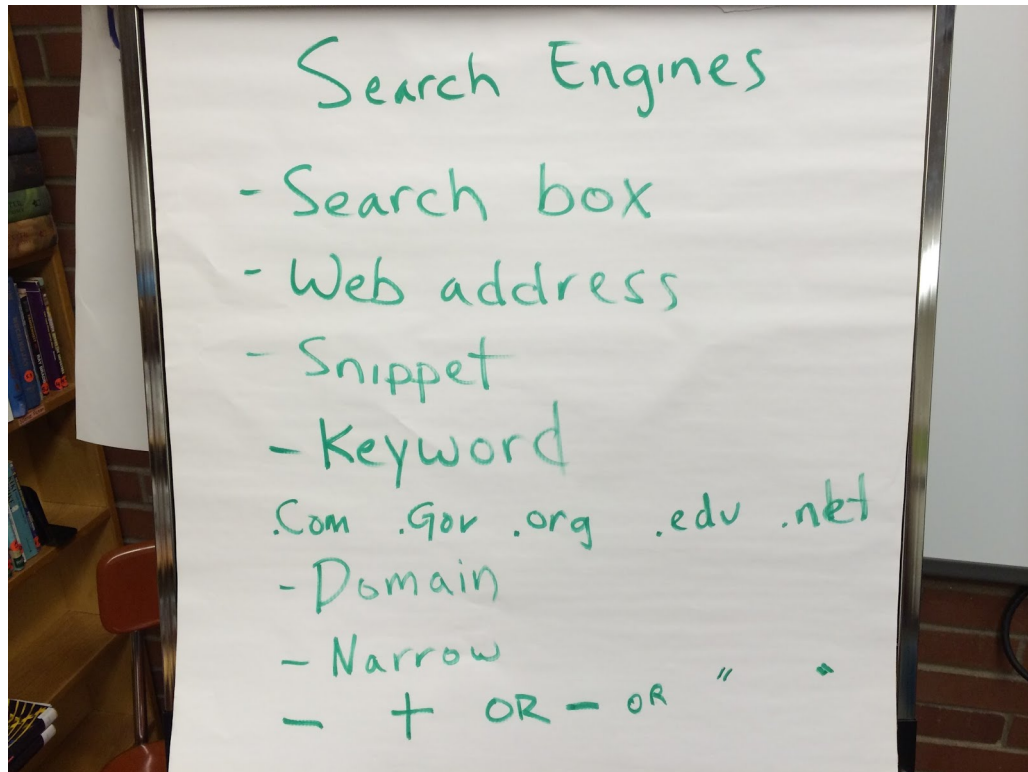 Search Engines
- Search box
- Web address
- Snippet
- Keyword
.Com .Gov .org .edu .net
- Domain
- Narrow
- + OR - OR " "